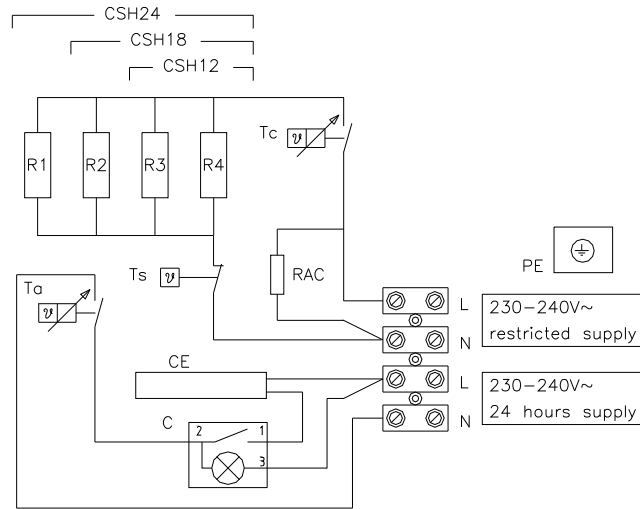 CSH24
CSH18
CSH12
Tc
R1 R2 R3 R4
PE
Ts
RAC
Ta
L
230-240V~
restricted supply
N
CE
L
230-240V~
24 hours supply
C
2 1
N
3